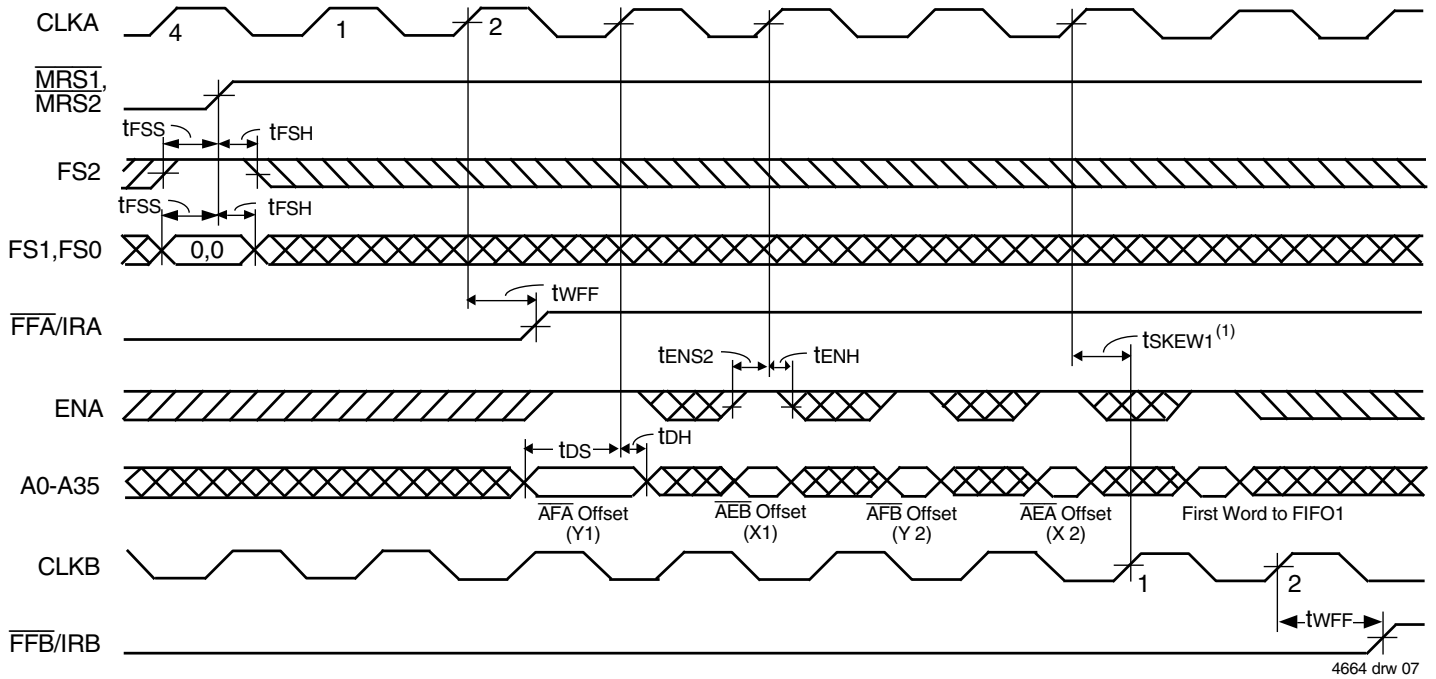 CLKA
4 1 2
MRS1,
MRS2
tFSS tFSH
FS2
tFSS tFSH
FS1,FS0
0,0
tWFF
FFA/IRA
tSKEW1(1)
tENS2 tENH
ENA
tDS tDH
A0-A35
AFA Offset
(Y1)
AEB Offset
(X1)
AFB Offset
(Y 2)
AEA Offset
(X 2)
First Word to FIFO1
CLKB
1 2
tWFF
FFB/IRB
4664 drw 07